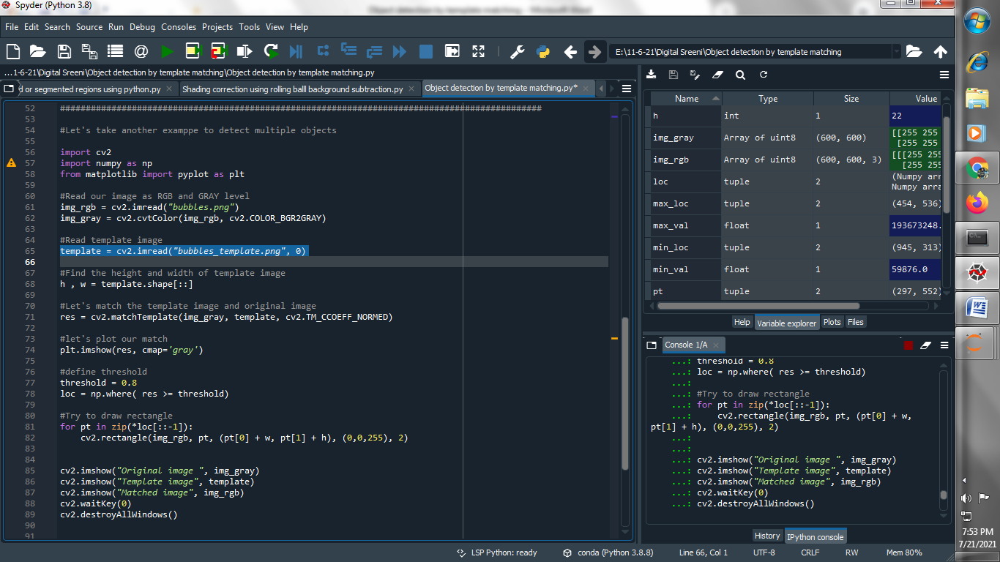 Spyder (Python 3.8)
Object detection by template matching - Microsoft Word
File Edit Search Source Run Debug Consoles Projects Tools View Help
E:\11-6-21\Digital Sreeni\Object detection by template matching
...1-6-21\Digital Sreeni\Object detection by template matching\Object detection by template matching.py
d or segmented regions using python.py Shading correction using rolling balll background subtraction.py Object detection by template matching.py*
52 ##############################################################################################
53
54 #Let's take another examppe to detect multiple objects
55
56 import cv2
57 import numpy as np
58 from matplotlib import pyplot as plt
59
60 #Read our image as RGB and GRAY level
61 img_rgb = cv2.imread("bubbles.png")
62 img_gray = cv2.cvtColor(img_rgb, cv2.COLOR_BGR2GRAY)
63
64 #Read template image
65 template = cv2.imread("bubbles_template.png", 0)
66
67 #Find the height and width of template image
68 h , w = template.shape[::]
69
70 #Let's match the template image and original image
71 res = cv2.matchTemplate(img_gray, template, cv2.TM_CCOEFF_NORMED)
72
73 #let's plot our match
74 plt.imshow(res, cmap='gray')
75
76 #define threshold
77 threshold = 0.8
78 loc = np.where( res >= threshold)
79
80 #Try to draw rectangle
81 for pt in zip(*loc[::-1]):
82 cv2.rectangle(img_rgb, pt, (pt[0] + w, pt[1] + h), (0,0,255), 2)
83
84
85 cv2.imshow("Original image ", img_gray)
86 cv2.imshow("Template image", template)
87 cv2.imshow("Matched image", img_rgb)
88 cv2.waitKey(0)
89 cv2.destroyAllWindows()
90
91
Name Type Size Value
h int 1 22
img_gray Array of uint8 (600, 600) [[255 255
[255 255
img_rgb Array of uint8 (600, 600, 3) [[[255 255
[255 255
loc tuple 2 (Numpy arr
Numpy arra
max_loc tuple 2 (454, 536)
max_val float 1 193673248.
min_loc tuple 2 (945, 313)
min_val float 1 59876.0
pt tuple 2 (297, 552)
Help Variable explorer Plots Files
Console 1/A
...: threshold = 0.8
...: loc = np.where( res >= threshold)
...:
...: #Try to draw rectangle
...: for pt in zip(*loc[::-1]):
...: cv2.rectangle(img_rgb, pt, (pt[0] + w,
pt[1] + h), (0,0,255), 2)
...:
...:
...: cv2.imshow("Original image ", img_gray)
...: cv2.imshow("Template image", template)
...: cv2.imshow("Matched image", img_rgb)
...: cv2.waitKey(0)
...: cv2.destroyAllWindows()
History IPython console
LSP Python: ready conda (Python 3.8.8) Line 66, Col 1 UTF-8 CRLF RW Mem 80%
7:53 PM
7/21/2021